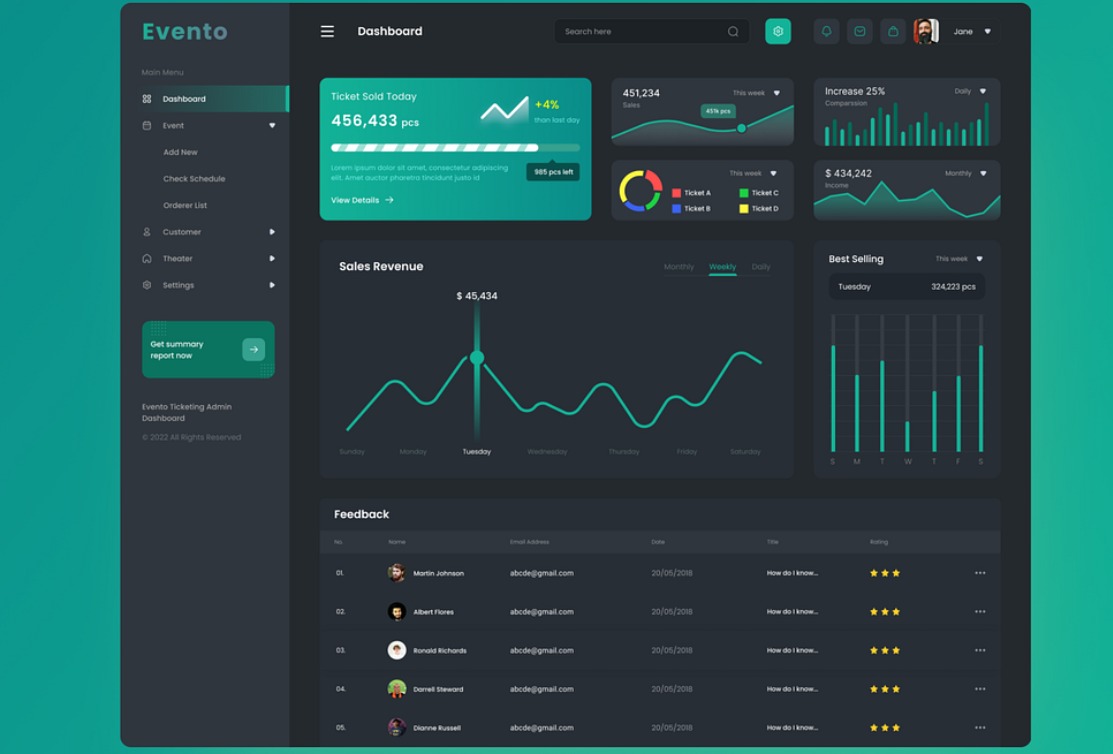 Evento
Main Menu
Dashboard
Event
Add New
Check Schedule
Orderer List
Customer
Theater
Settings
Get summary
report now
Evento Ticketing Admin
Dashboard
© 2022 All Rights Reserved
Dashboard
Search here
Jane
Ticket Sold Today
456,433 pcs
+4%
than last day
Lorem ipsum dolor sit amet, consectetur adipiscing
elit. Amet auctor pharetra tincidunt justo id
985 pcs left
View Details
451,234
This week
Sales
451k pcs
Increase 25%
Daily
Comparssion
This week
Ticket A
Ticket C
Ticket B
Ticket D
$ 434,242
Monthly
Income
Sales Revenue
Monthly Weekly Daily
$ 45,434
Sunday Monday Tuesday Wednesday Thursday Friday Saturday
Best Selling
This week
Tuesday 324,223 pcs
S M T W T F S
Feedback
No. Name Email Address Date Title Rating
01. Martin Johnson abcde@gmail.com 20/05/2018 How do I know...
02. Albert Flores abcde@gmail.com 20/05/2018 How do I know...
03. Ronald Richards abcde@gmail.com 20/05/2018 How do I know...
04. Darrell Steward abcde@gmail.com 20/05/2018 How do I know...
05. Dianne Russell abcde@gmail.com 20/05/2018 How do I know...